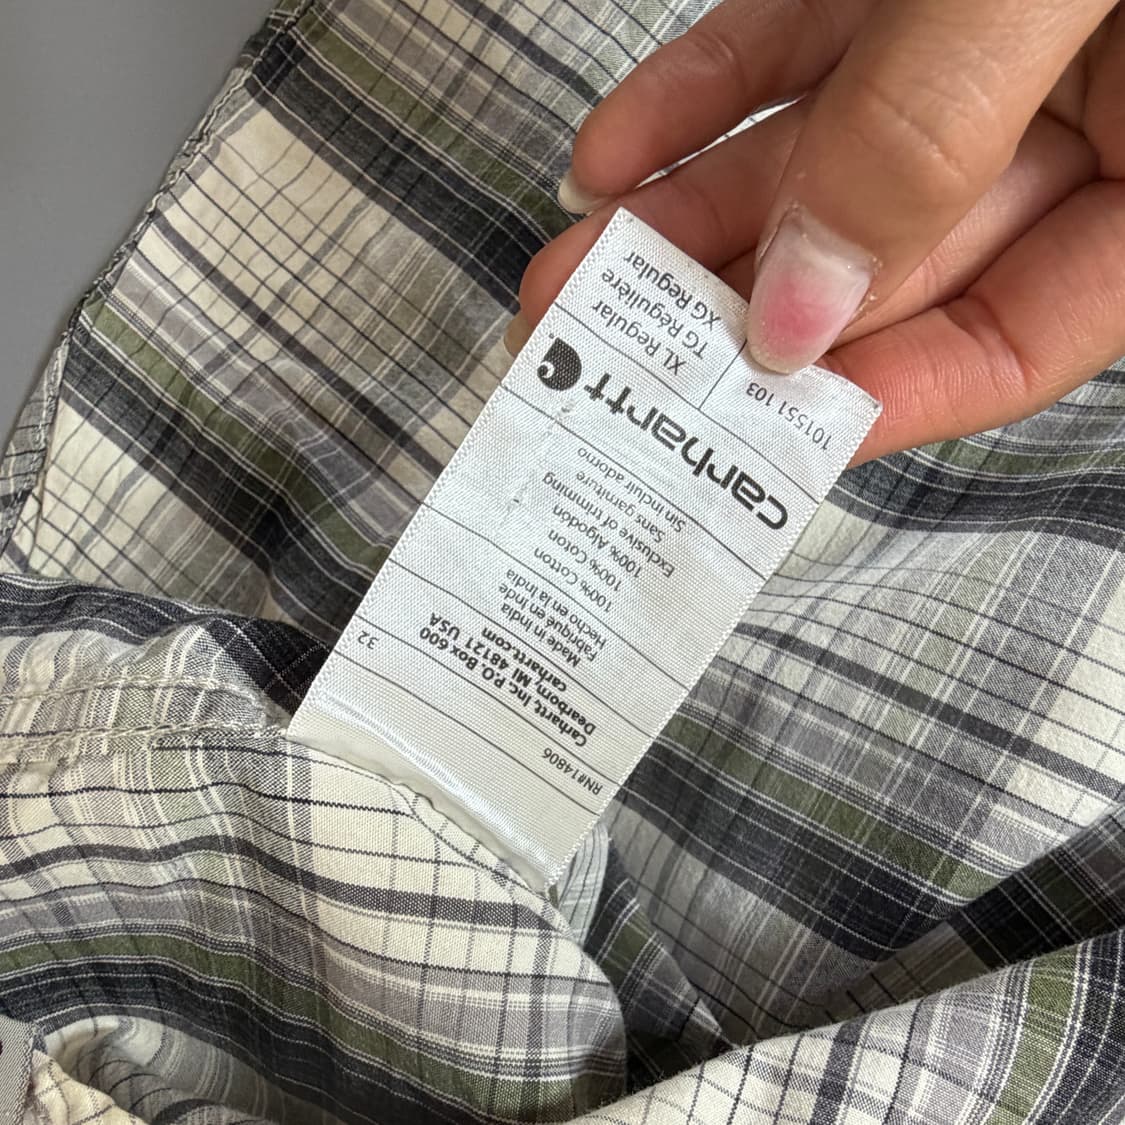 XL Regular
TG Régulière
XG Regular
101551 103
carhartt
100% Cotton
100% Coton
100% Algodón
Exclusive of trimming
Sans garniture
Sin incluir adorno
Made in India
Fabriqué en Inde
Hecho en la India
Carhartt, Inc. P.O. Box 600
Dearborn, MI 48121 USA
carhartt.com
32
RN#14806